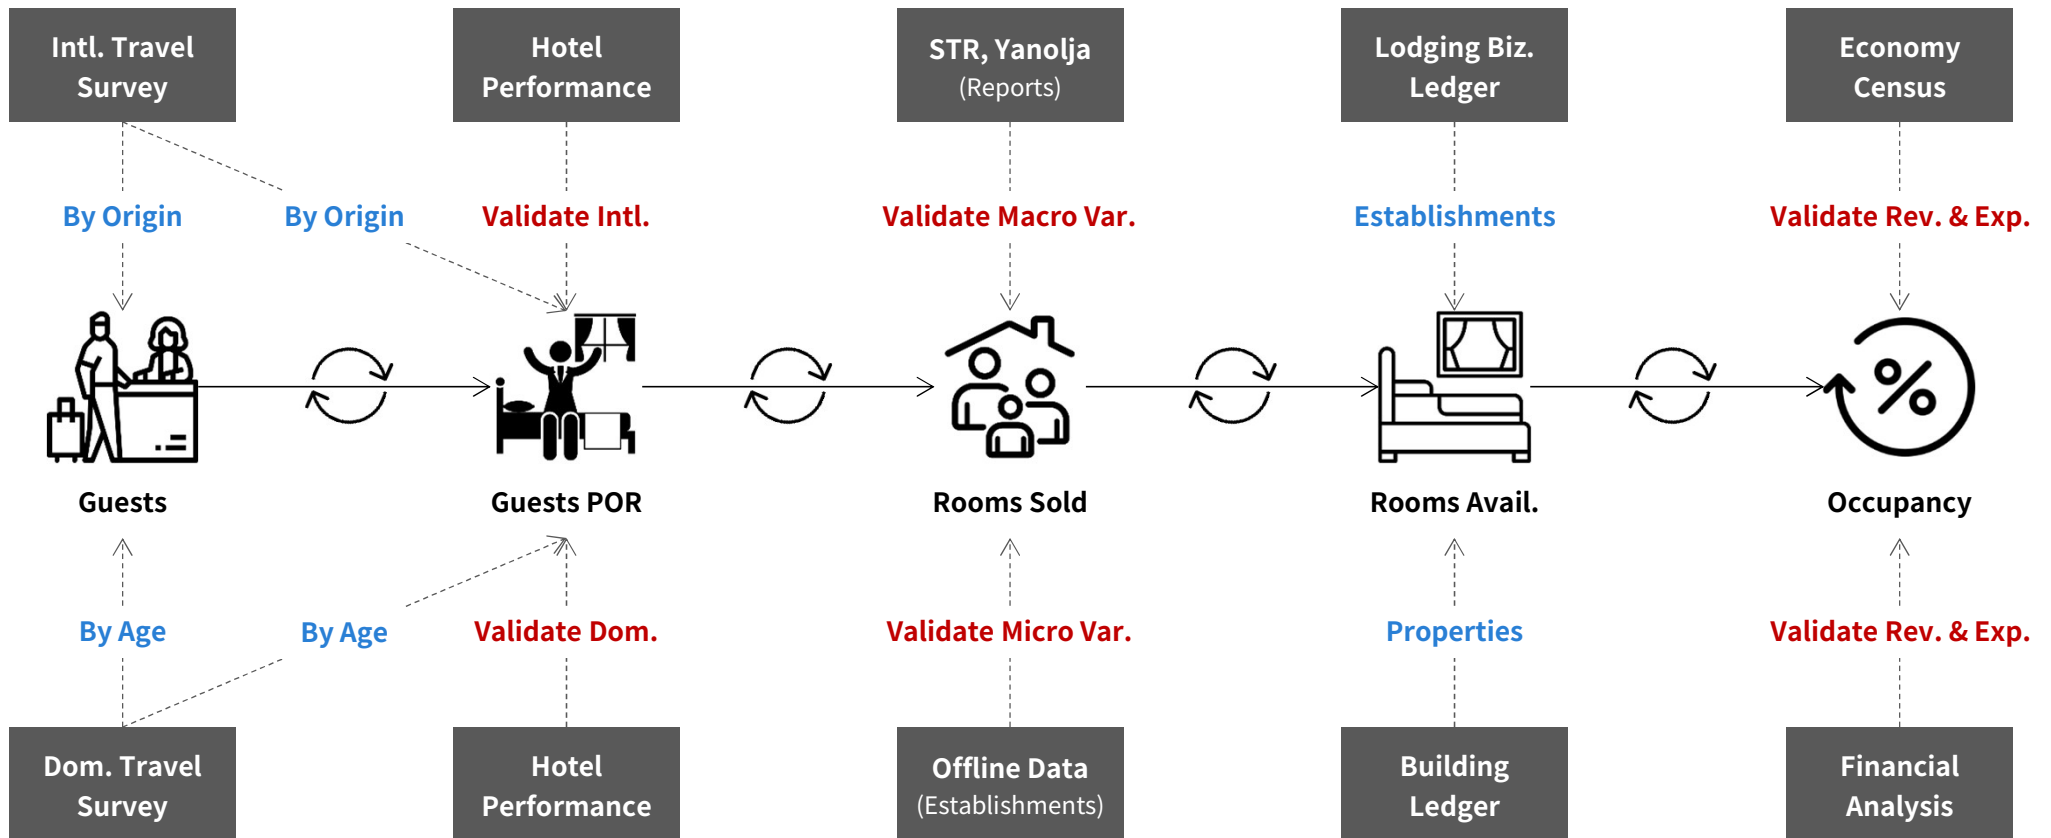 Intl. Travel
Survey
Hotel
Performance
STR, Yanolja
(Reports)
Lodging Biz.
Ledger
Economy
Census
By Origin
By Origin
Validate Intl.
Validate Macro Var.
Establishments
Validate Rev. & Exp.
%
Guests
Guests POR
Rooms Sold
Rooms Avail.
Occupancy
By Age
By Age
Validate Dom.
Validate Micro Var.
Properties
Validate Rev. & Exp.
Dom. Travel
Survey
Hotel
Performance
Offline Data
(Establishments)
Building
Ledger
Financial
Analysis